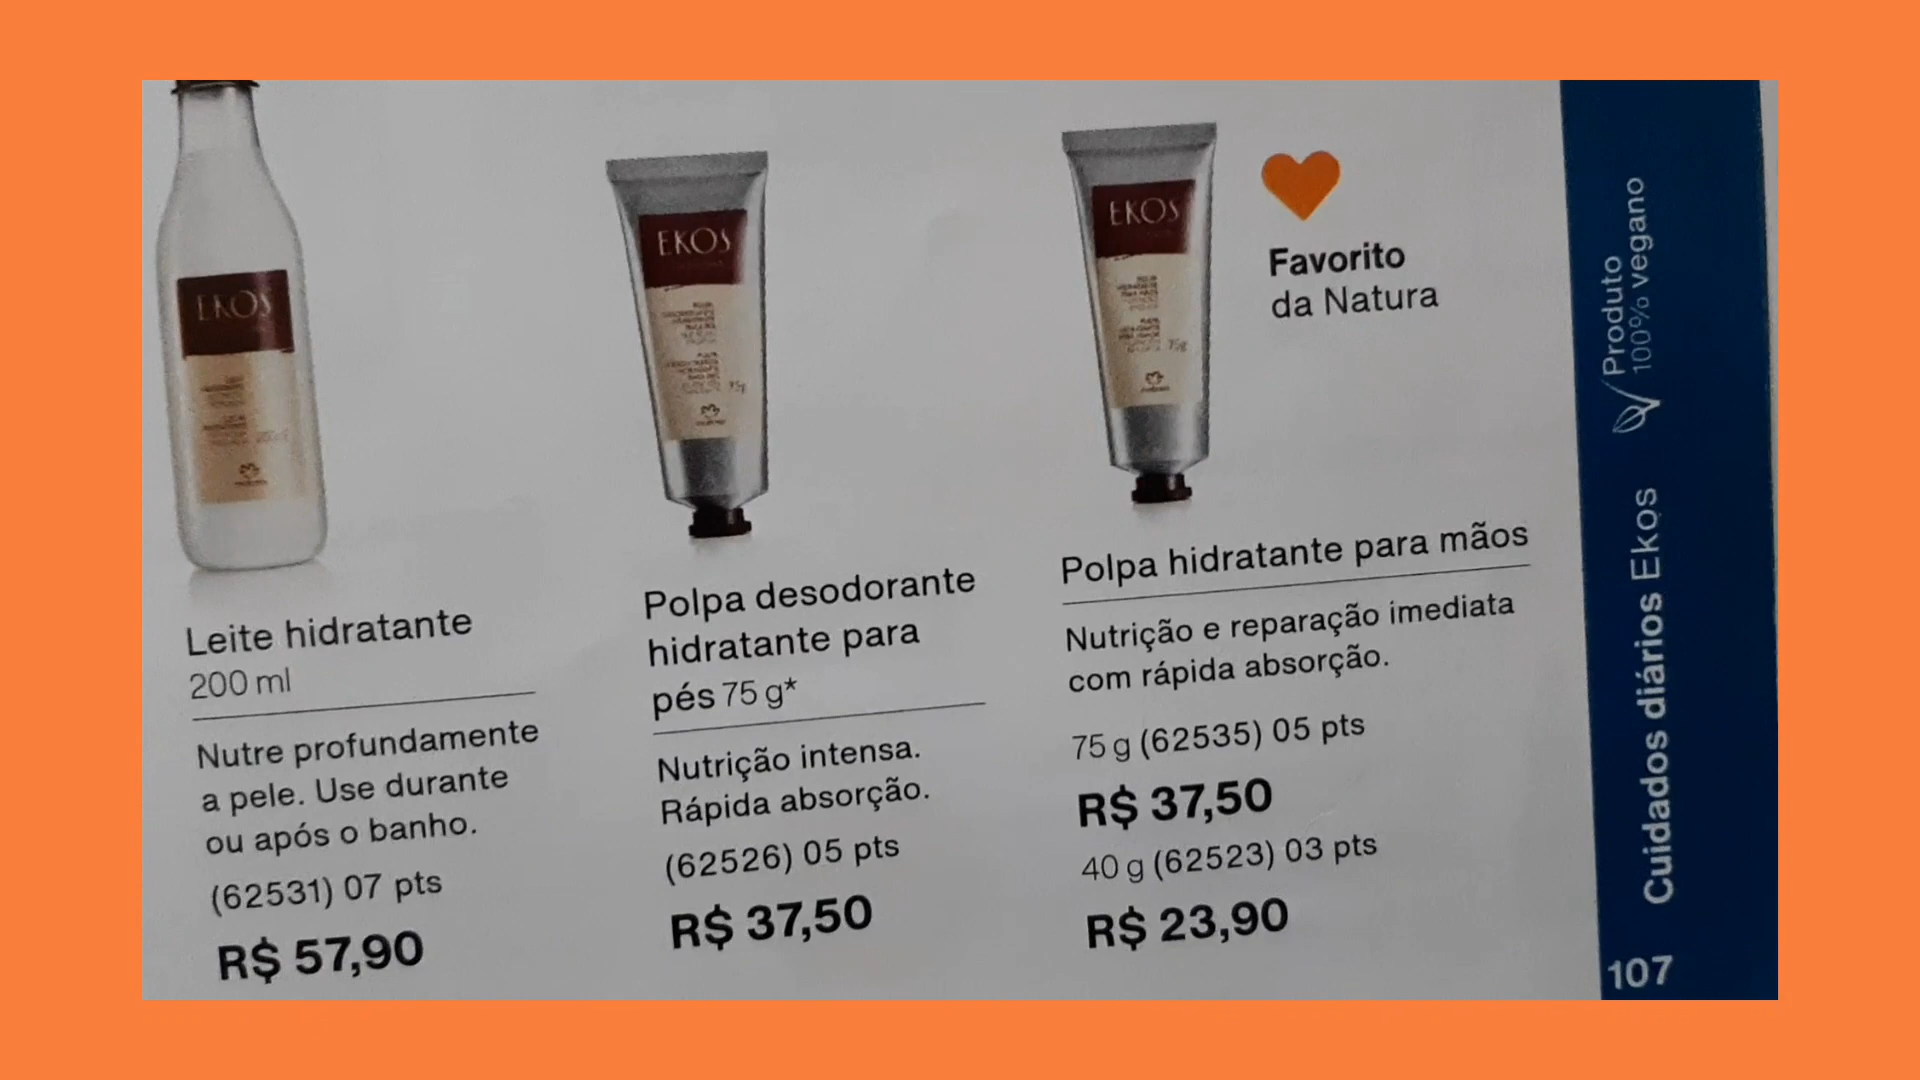 EKOS
Leite hidratante
200 ml
Nutre profundamente
a pele. Use durante
ou após o banho.
(62531) 07 pts
R$ 57,90
EKOS
75g
Polpa desodorante
hidratante para
pés 75 g*
Nutrição intensa.
Rápida absorção.
(62526) 05 pts
R$ 37,50
EKOS
75g
Favorito
da Natura
Polpa hidratante para mãos
Nutrição e reparação imediata
com rápida absorção.
75 g (62535) 05 pts
R$ 37,50
40 g (62523) 03 pts
R$ 23,90
Produto
100% vegano
Cuidados diários Ekos
107